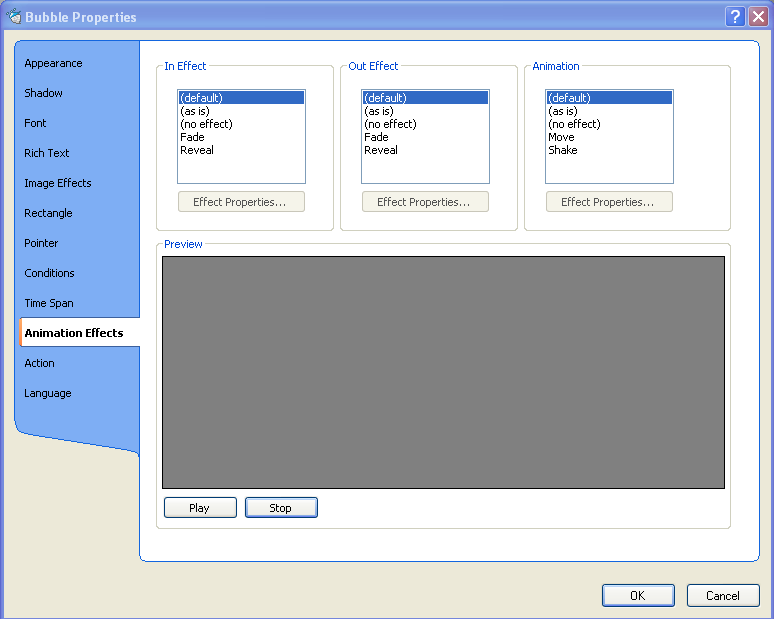 Bubble Properties
Appearance
Shadow
Font
Rich Text
Image Effects
Rectangle
Pointer
Conditions
Time Span
Animation Effects
Action
Language
In Effect
(default)
(as is)
(no effect)
Fade
Reveal
Effect Properties...
Out Effect
(default)
(as is)
(no effect)
Fade
Reveal
Effect Properties...
Animation
(default)
(as is)
(no effect)
Move
Shake
Effect Properties...
Preview
Play
Stop
OK
Cancel